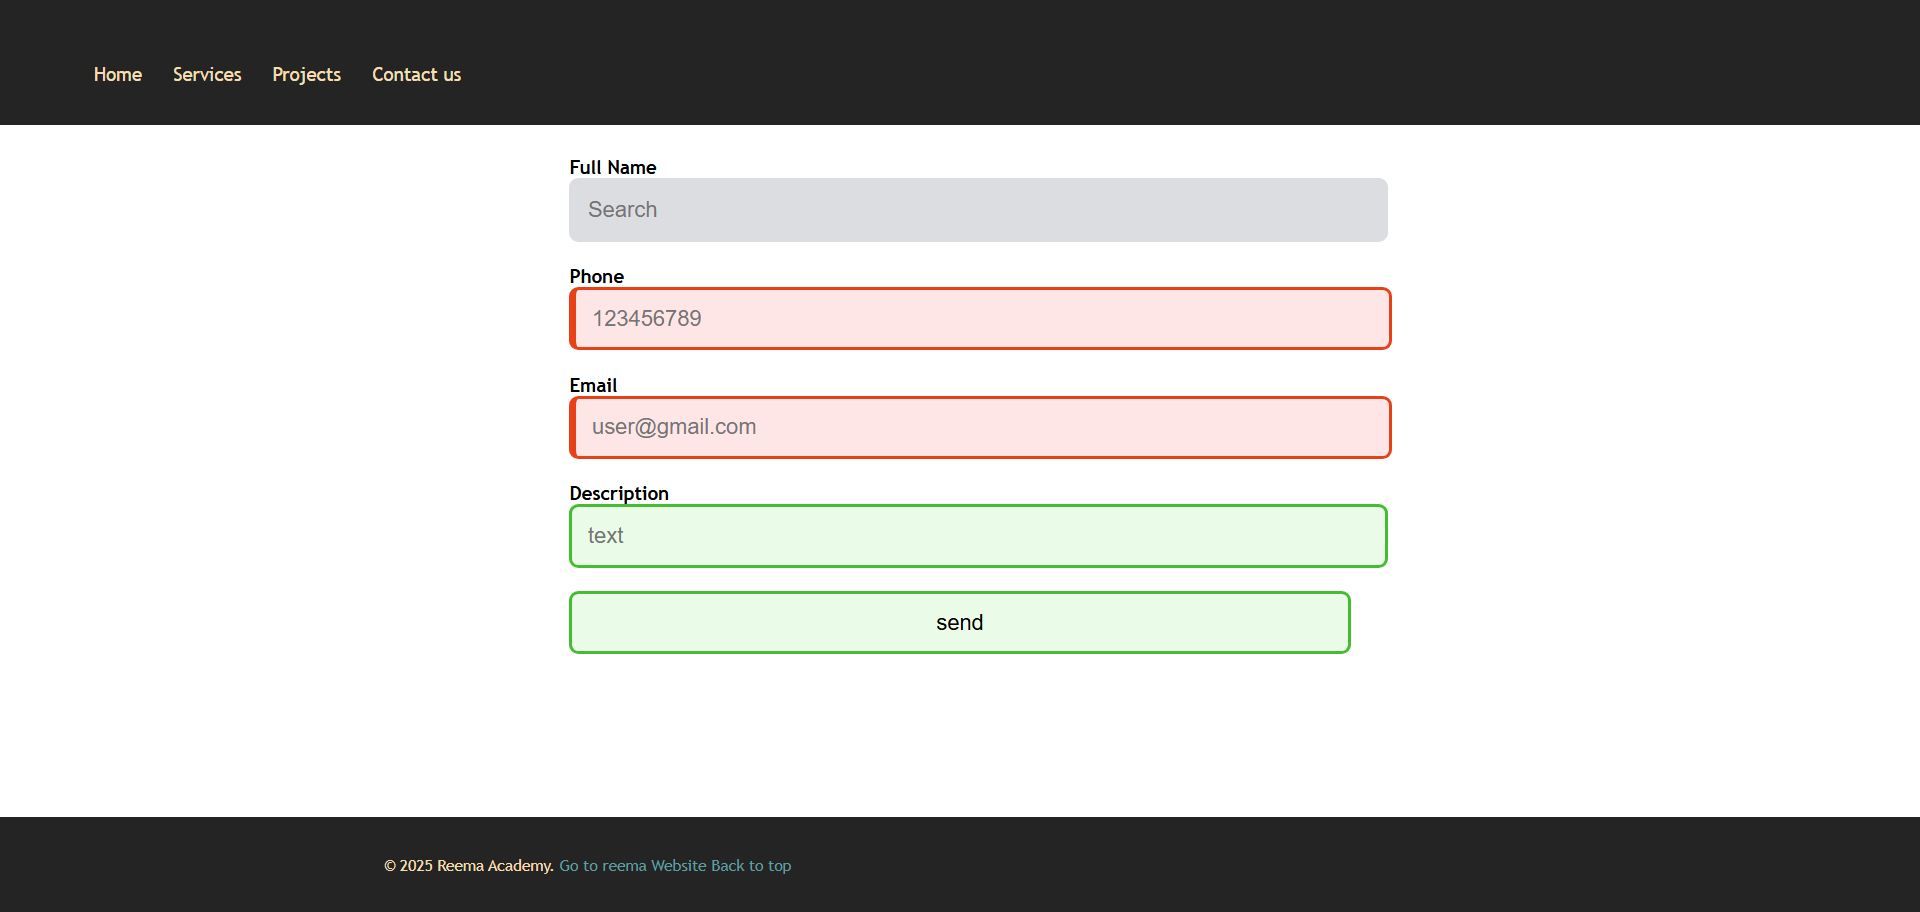 Home Services Projects Contact us
Full Name
Search
Phone
123456789
Email
user@gmail.com
Description
text
send
© 2025 Reema Academy. Go to reema Website Back to top